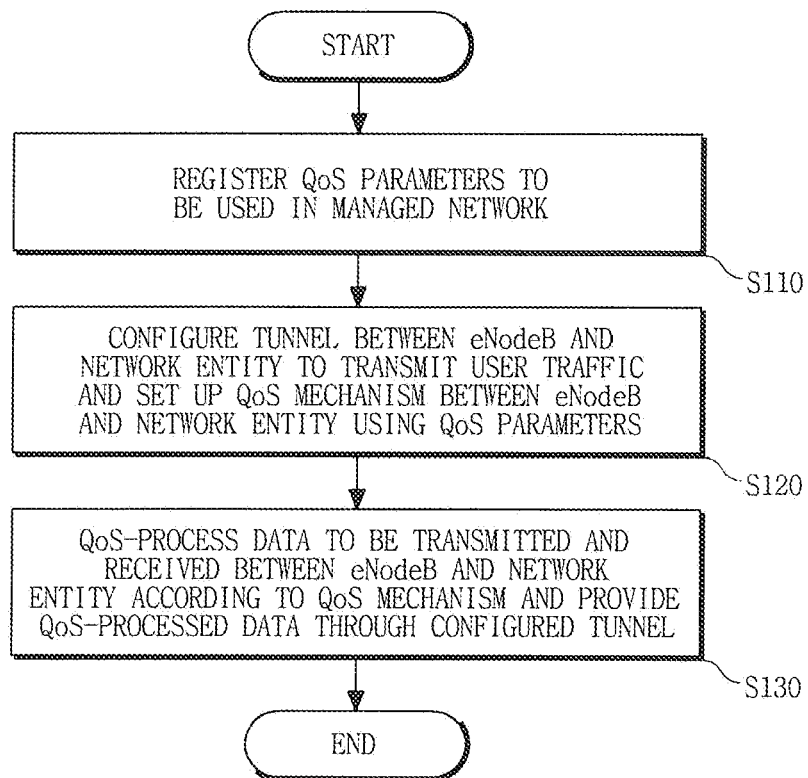 START
REGISTER QoS PARAMETERS TO
BE USED IN MANAGED NETWORK
S110
CONFIGURE TUNNEL BETWEEN eNodeB AND
NETWORK ENTITY TO TRANSMIT USER TRAFFIC
AND SET UP QoS MECHANISM BETWEEN eNodeB
AND NETWORK ENTITY USING QoS PARAMETERS
S120
QoS-PROCESS DATA TO BE TRANSMITTED AND
RECEIVED BETWEEN eNodeB AND NETWORK
ENTITY ACCORDING TO QoS MECHANISM AND PROVIDE
QoS-PROCESSED DATA THROUGH CONFIGURED TUNNEL
S130
END